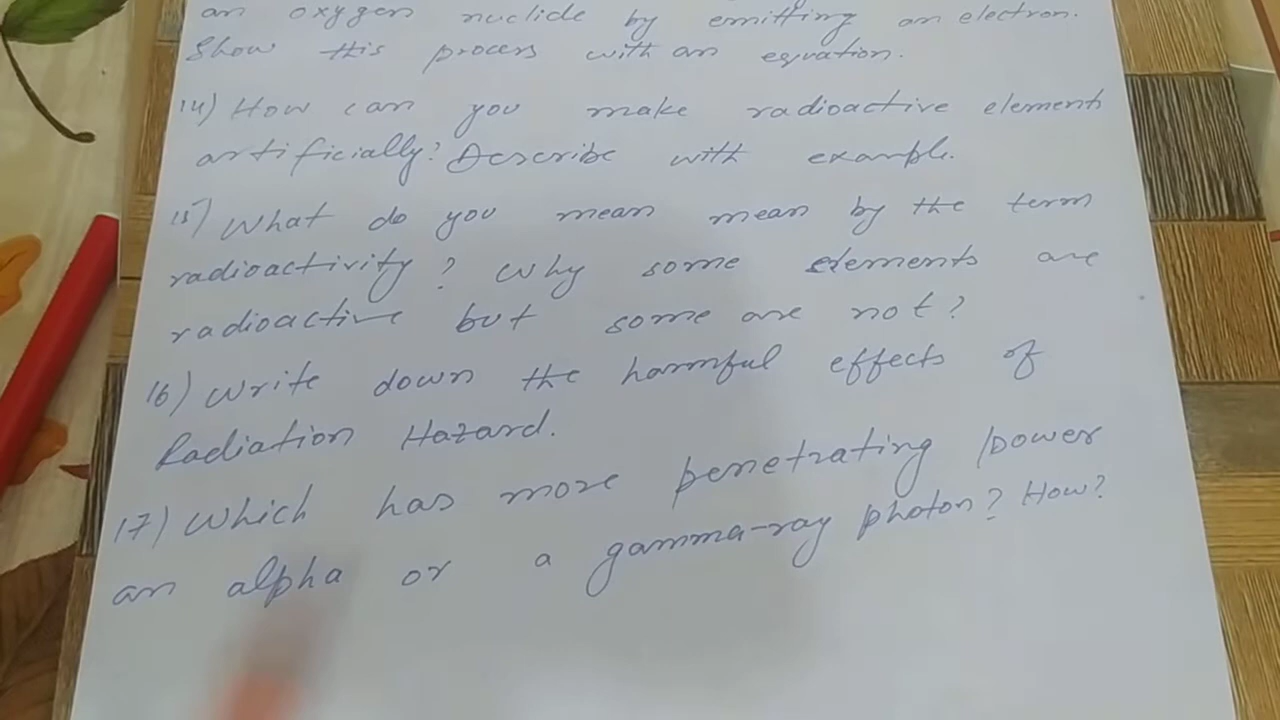 an oxygen nuclide by emitting an electron.
Show this process with an equation.
14) How can you make radioactive elements
artificially? Describe with example.
15) What do you mean mean by the term
radioactivity? Why some elements are
radioactive but some are not?
16) Write down the harmful effects of
Radiation Hazard.
17) Which has more penetrating power
an alpha or a gamma-ray photon? How?